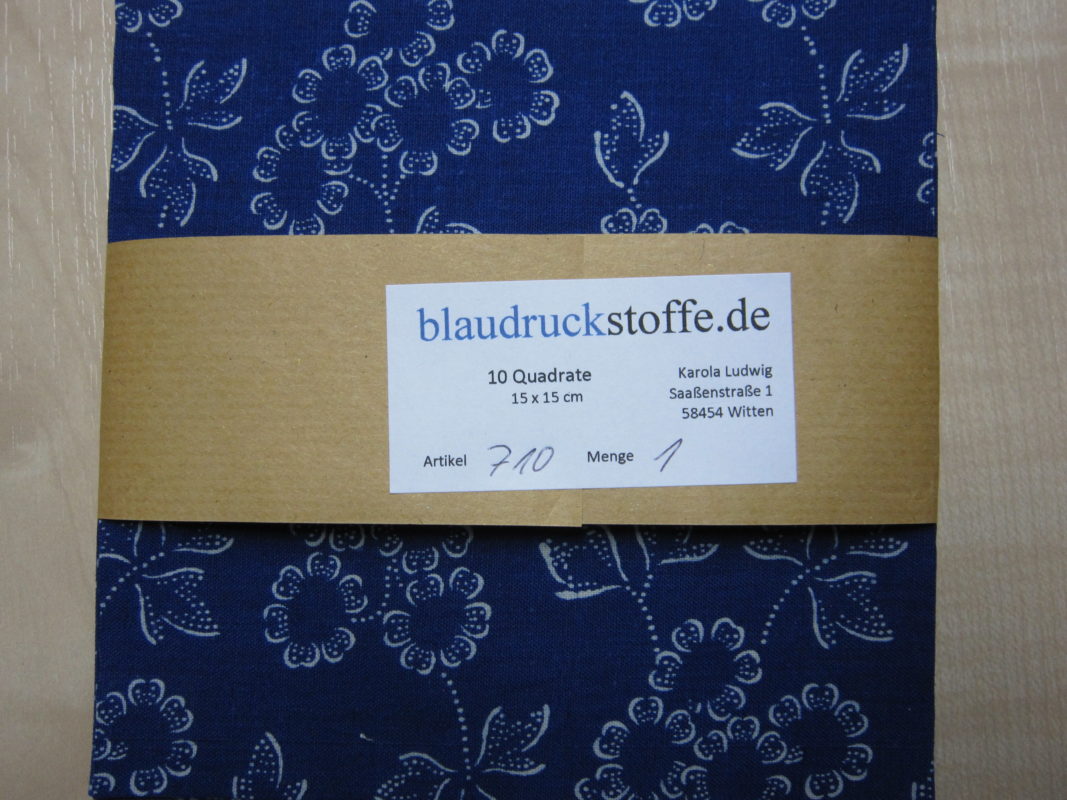 blaudruckstoffe.de
10 Quadrate
15 x 15 cm
Karola Ludwig
Saaßenstraße 1
58454 Witten
Artikel 710 Menge 1